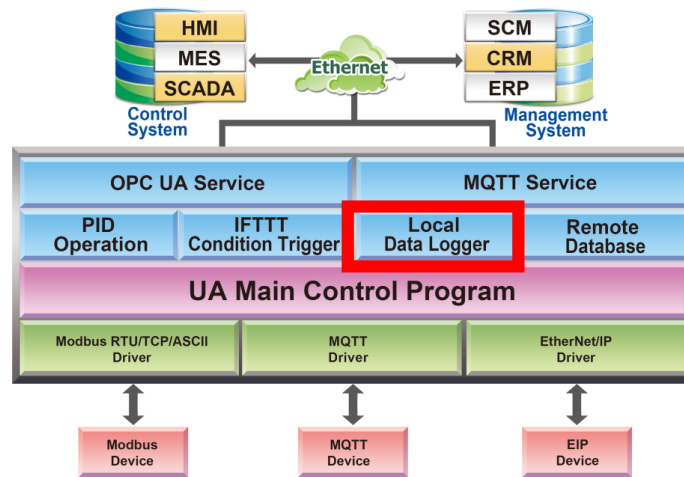 HMI
MES
SCADA
Control
System
Ethernet
SCM
CRM
ERP
Management
System
OPC UA Service
MQTT Service
PID
Operation
IFTTT
Condition Trigger
Local
Data Logger
Remote
Database
UA Main Control Program
Modbus RTU/TCP/ASCII
Driver
MQTT
Driver
EtherNet/IP
Driver
Modbus
Device
MQTT
Device
EIP
Device